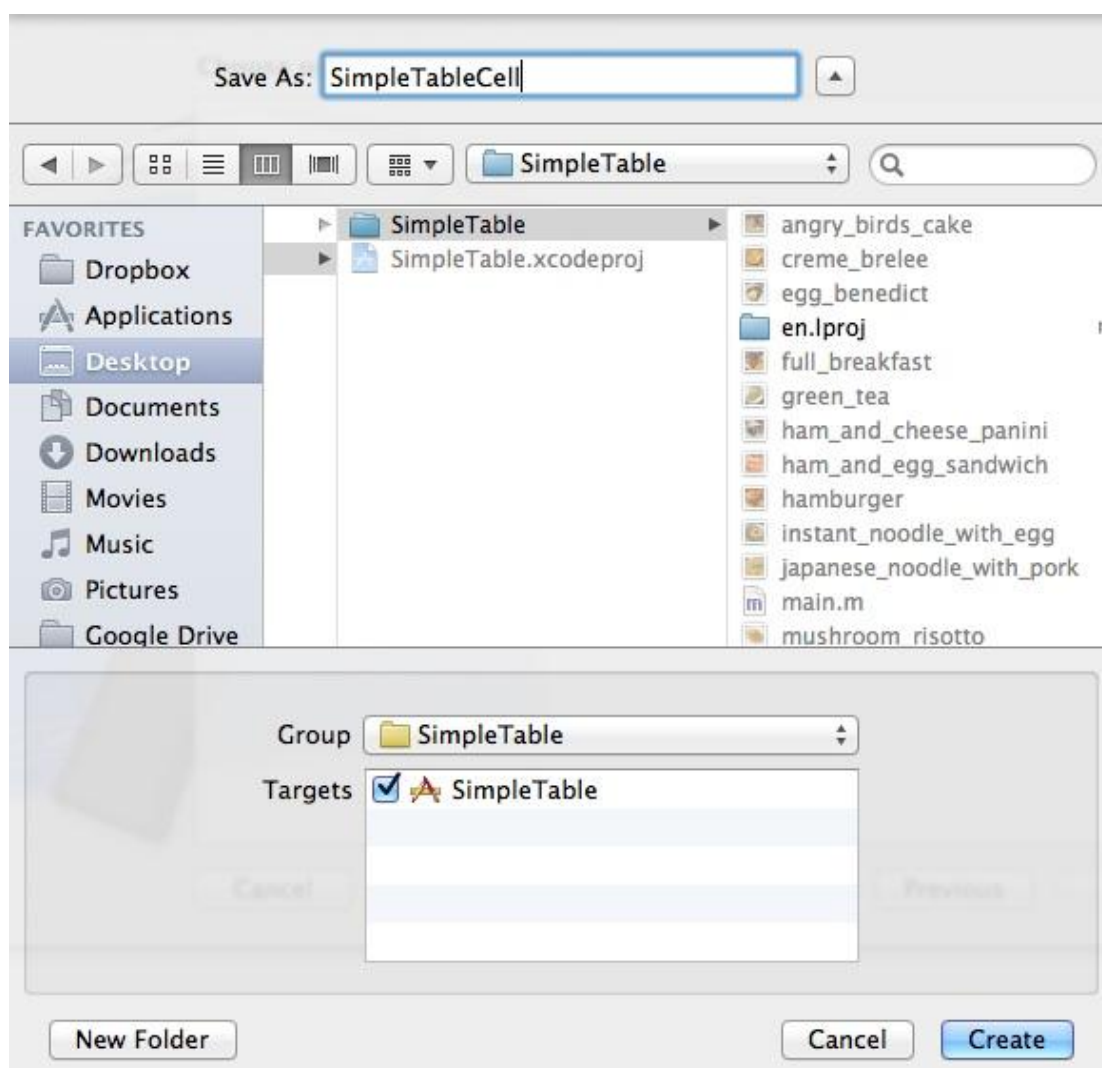 Save As: SimpleTableCell
SimpleTable
FAVORITES
Dropbox
Applications
Desktop
Documents
Downloads
Movies
Music
Pictures
Google Drive
SimpleTable
SimpleTable.xcodeproj
angry_birds_cake
creme_brelee
egg_benedict
en.lproj
full_breakfast
green_tea
ham_and_cheese_panini
ham_and_egg_sandwich
hamburger
instant_noodle_with_egg
japanese_noodle_with_pork
main.m
mushroom_risotto
Group SimpleTable
Targets SimpleTable
Cancel Previous
New Folder Cancel Create